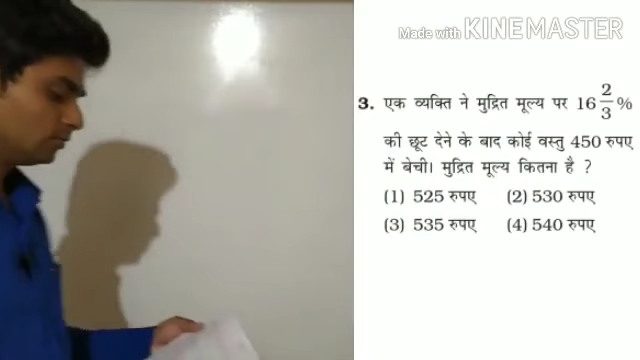 Made with KINEMASTER
3. एक व्यक्ति ने मुद्रित मूल्य पर 16 2/3 %
की छूट देने के बाद कोई वस्तु 450 रुपए
में बेची। मुद्रित मूल्य कितना है ?
(1) 525 रुपए (2) 530 रुपए
(3) 535 रुपए (4) 540 रुपए